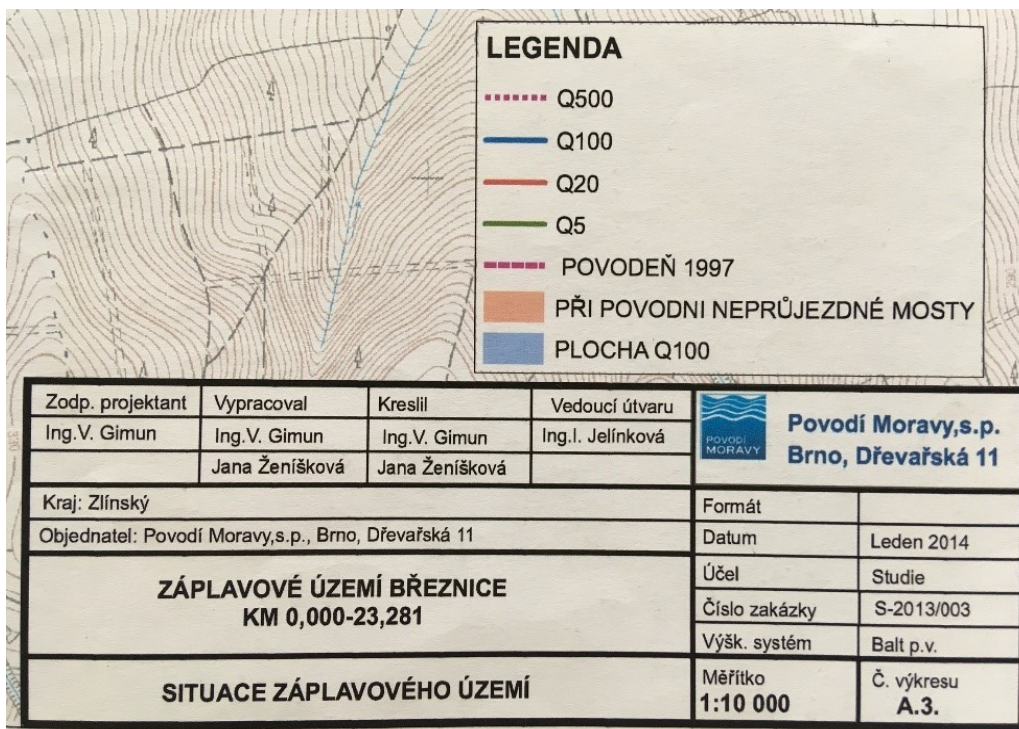 LEGENDA
Q500
Q100
Q20
Q5
POVODEŇ 1997
PŘI POVODNI NEPRŮJEZDNÉ MOSTY
PLOCHA Q100
Zodp. projektant
Vypracoval
Kreslil
Vedoucí útvaru
Ing.V. Gimun
Ing.V. Gimun
Ing.V. Gimun
Ing.I. Jelínková
Jana Ženíšková
Jana Ženíšková
POVODÍ
MORAVY
Povodí Moravy,s.p.
Brno, Dřevařská 11
Kraj: Zlínský
Objednatel: Povodí Moravy,s.p., Brno, Dřevařská 11
ZÁPLAVOVÉ ÚZEMÍ BŘEZNICE
KM 0,000-23,281
SITUACE ZÁPLAVOVÉHO ÚZEMÍ
Formát
Datum
Leden 2014
Účel
Studie
Číslo zakázky
S-2013/003
Výšk. systém
Balt p.v.
Měřítko
1:10 000
Č. výkresu
A.3.